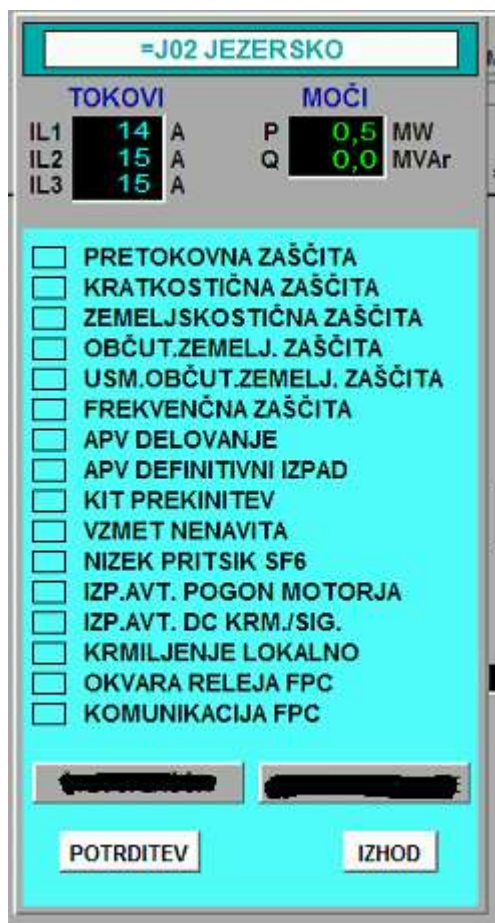 =J02 JEZERSKO
TOKOVI MOČI
IL1 14 A P 0,5 MW
IL2 15 A Q 0,0 MVAr
IL3 15 A
PRETOKOVNA ZAŠČITA
KRATKOSTIČNA ZAŠČITA
ZEMELJSKOSTIČNA ZAŠČITA
OBČUT.ZEMELJ. ZAŠČITA
USM.OBČUT.ZEMELJ. ZAŠČITA
FREKVENČNA ZAŠČITA
APV DELOVANJE
APV DEFINITIVNI IZPAD
KIT PREKINITEV
VZMET NENAVITA
NIZEK PRITSIK SF6
IZP.AVT. POGON MOTORJA
IZP.AVT. DC KRM./SIG.
KRMILJENJE LOKALNO
OKVARA RELEJA FPC
KOMUNIKACIJA FPC
POTRDITEV IZHOD